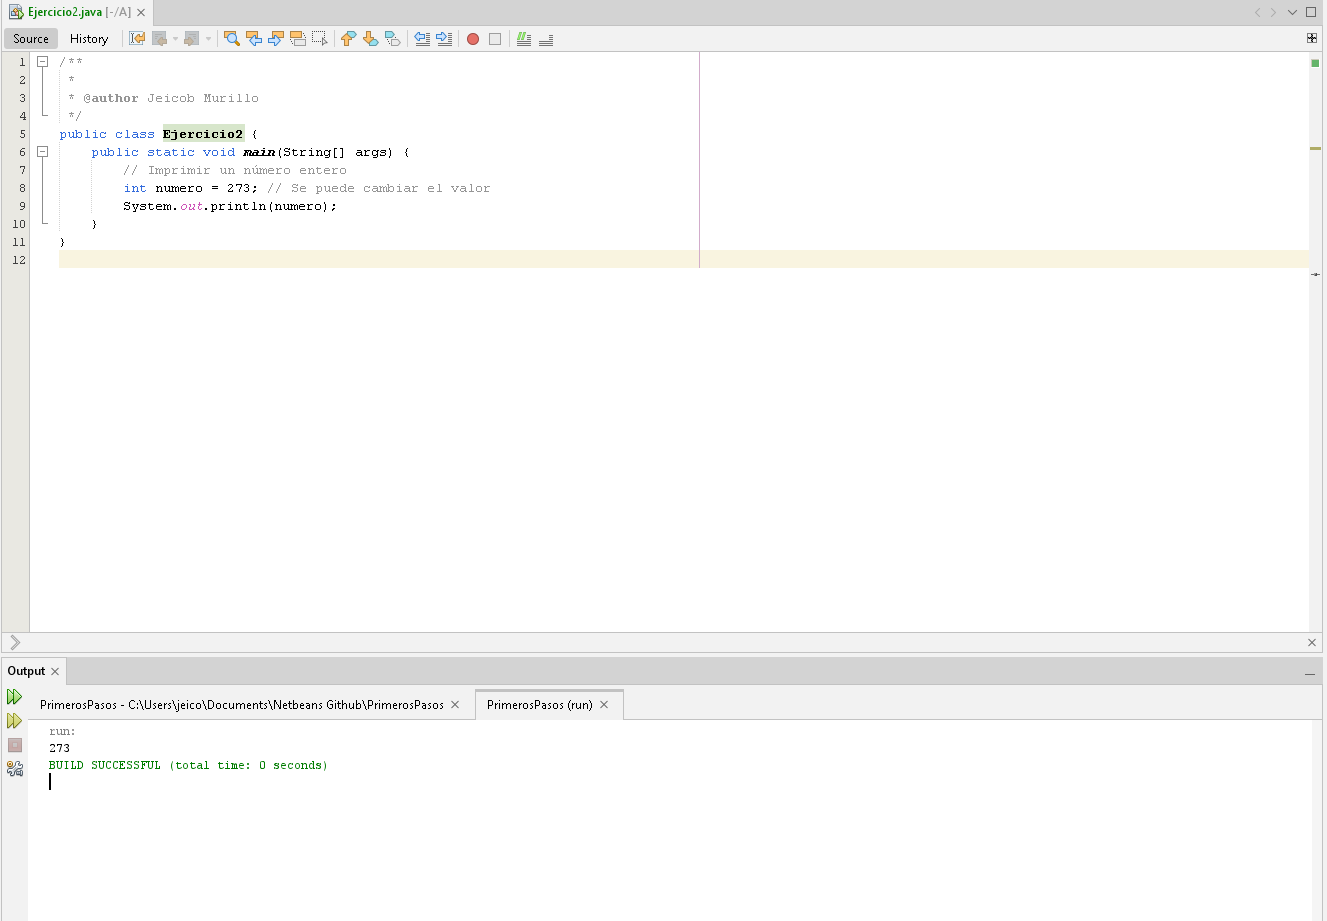 Ejercicio2.java [-/A]
Source History
1 /**
2 *
3 * @author Jeicob Murillo
4 */
5 public class Ejercicio2 {
6 public static void main(String[] args) {
7 // Imprimir un número entero
8 int numero = 273; // Se puede cambiar el valor
9 System.out.println(numero);
10 }
11 }
12
Output
PrimerosPasos - C:\Users\jeico\Documents\Netbeans Github\PrimerosPasos PrimerosPasos (run)
run:
273
BUILD SUCCESSFUL (total time: 0 seconds)